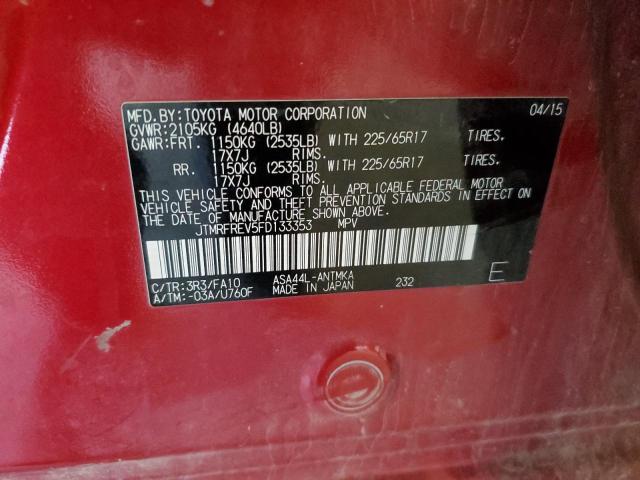 MFD.BY:TOYOTA MOTOR CORPORATION 04/15
GVWR:2105KG (4640LB)
GAWR:FRT. 1150KG (2535LB) WITH 225/65R17 TIRES,
17X7J RIMS.
RR. 1150KG (2535LB) WITH 225/65R17 TIRES,
17X7J RIMS.
THIS VEHICLE CONFORMS TO ALL APPLICABLE FEDERAL MOTOR
VEHICLE SAFETY AND THEFT PREVENTION STANDARDS IN EFFECT ON
THE DATE OF MANUFACTURE SHOWN ABOVE.
JTMRFREV5FD133353 MPV
C/TR:3R3/FA10 ASA44L-ANTMKA 232 E
A/TM:-03A/U760F MADE IN JAPAN